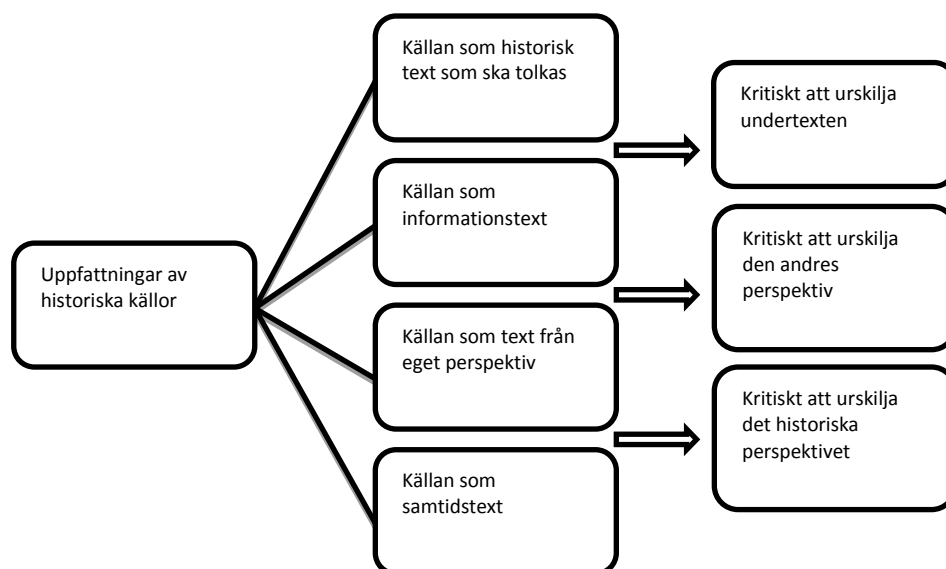 Uppfattningar av
historiska källor
Källan som historisk
text som ska tolkas
Källan som
informationstext
Källan som text från
eget perspektiv
Källan som
samtidstext
Kritiskt att urskilja
undertexten
Kritiskt att urskilja
den andres
perspektiv
Kritiskt att urskilja
det historiska
perspektivet